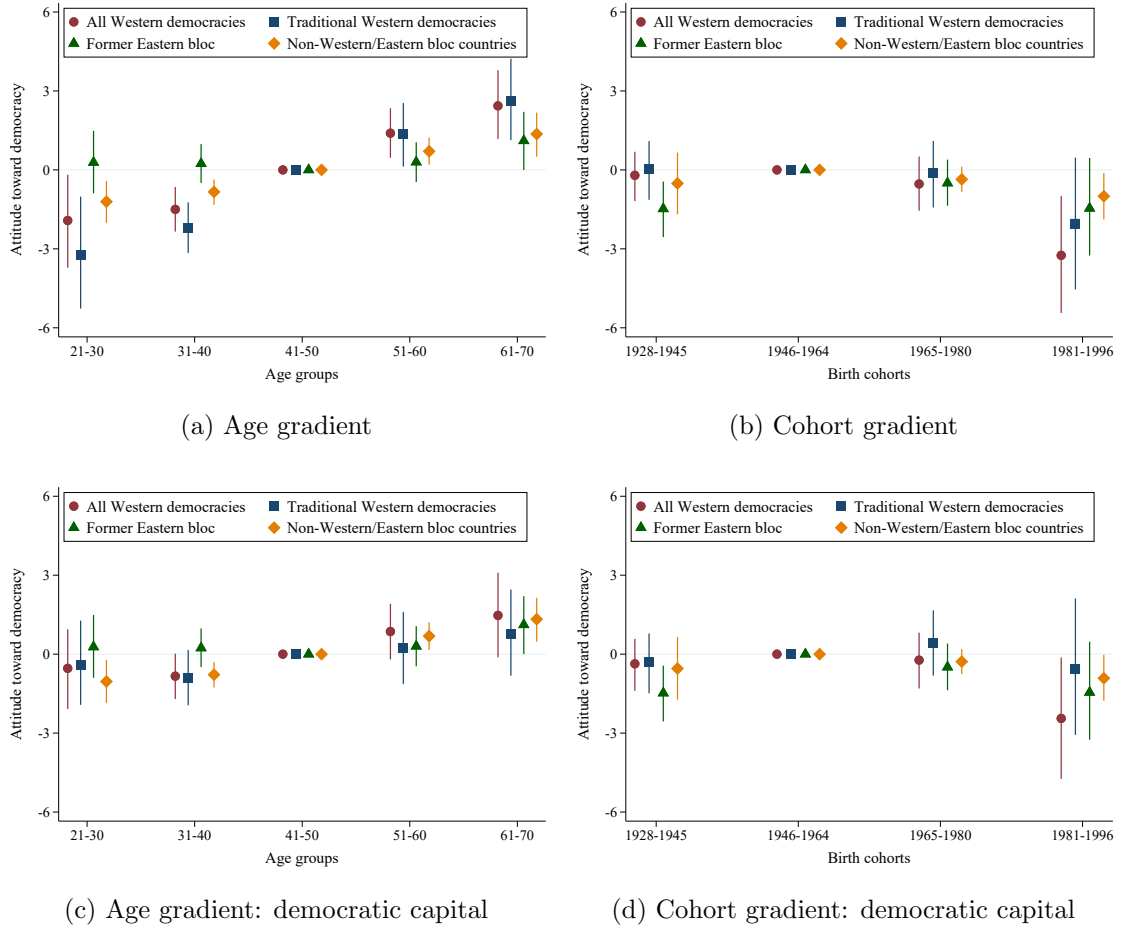 All Western democracies Traditional Western democracies
Former Eastern bloc Non-Western/Eastern bloc countries
6
3
0
-3
-6
Attitude toward democracy
21-30 31-40 41-50 51-60 61-70
Age groups
(a) Age gradient
All Western democracies Traditional Western democracies
Former Eastern bloc Non-Western/Eastern bloc countries
6
3
0
-3
-6
Attitude toward democracy
1928-1945 1946-1964 1965-1980 1981-1996
Birth cohorts
(b) Cohort gradient
All Western democracies Traditional Western democracies
Former Eastern bloc Non-Western/Eastern bloc countries
6
3
0
-3
-6
Attitude toward democracy
21-30 31-40 41-50 51-60 61-70
Age groups
(c) Age gradient: democratic capital
All Western democracies Traditional Western democracies
Former Eastern bloc Non-Western/Eastern bloc countries
6
3
0
-3
-6
Attitude toward democracy
1928-1945 1946-1964 1965-1980 1981-1996
Birth cohorts
(d) Cohort gradient: democratic capital